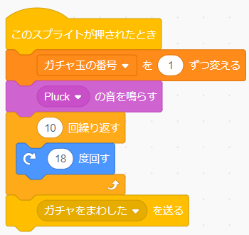 このスプライトが押されたとき
ガチャ玉の番号 を 1 ずつ変える
Pluck の音を鳴らす
10 回繰り返す
18 度回す
ガチャをまわした を送る